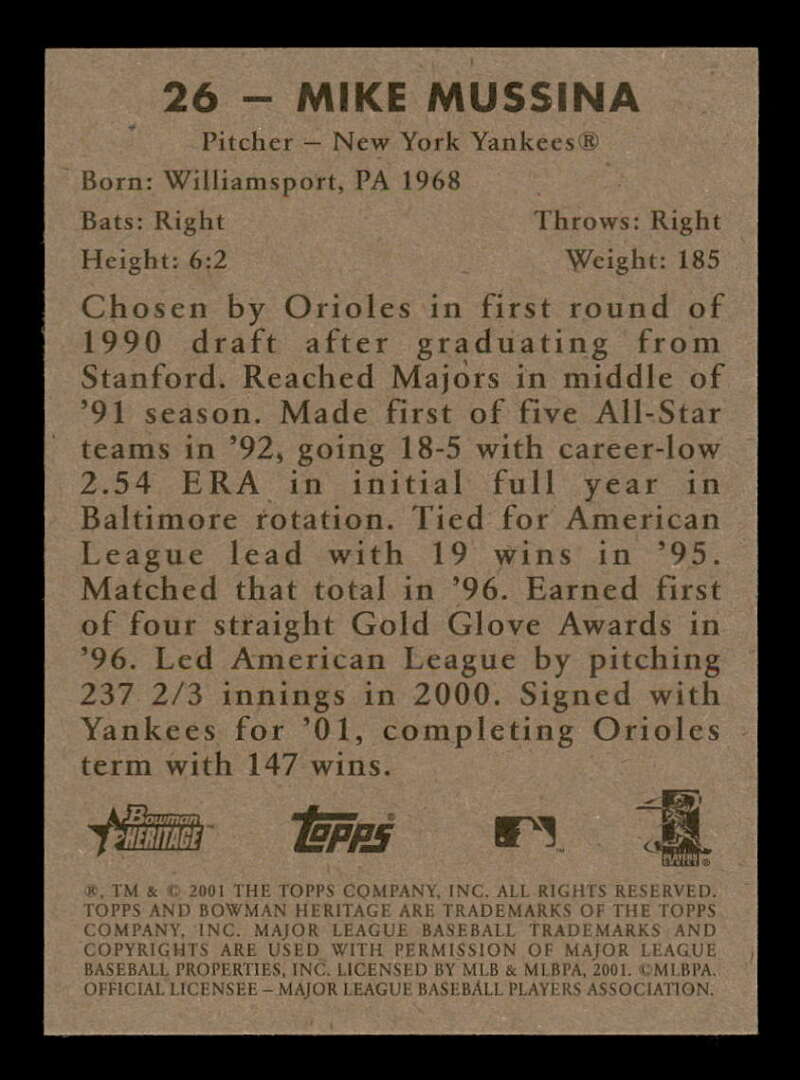 26 – MIKE MUSSINA
Pitcher – New York Yankees®
Born: Williamsport, PA 1968
Bats: Right Throws: Right
Height: 6:2 Weight: 185
Chosen by Orioles in first round of
1990 draft after graduating from
Stanford. Reached Majors in middle of
’91 season. Made first of five All-Star
teams in ’92, going 18-5 with career-low
2.54 ERA in initial full year in
Baltimore rotation. Tied for American
League lead with 19 wins in ’95.
Matched that total in ’96. Earned first
of four straight Gold Glove Awards in
’96. Led American League by pitching
237 2/3 innings in 2000. Signed with
Yankees for ’01, completing Orioles
term with 147 wins.
Bowman HERITAGE topps
®, TM & © 2001 THE TOPPS COMPANY, INC. ALL RIGHTS RESERVED.
TOPPS AND BOWMAN HERITAGE ARE TRADEMARKS OF THE TOPPS
COMPANY, INC. MAJOR LEAGUE BASEBALL TRADEMARKS AND
COPYRIGHTS ARE USED WITH PERMISSION OF MAJOR LEAGUE
BASEBALL PROPERTIES, INC. LICENSED BY MLB & MLBPA, 2001. ©MLBPA.
OFFICIAL LICENSEE – MAJOR LEAGUE BASEBALL PLAYERS ASSOCIATION.